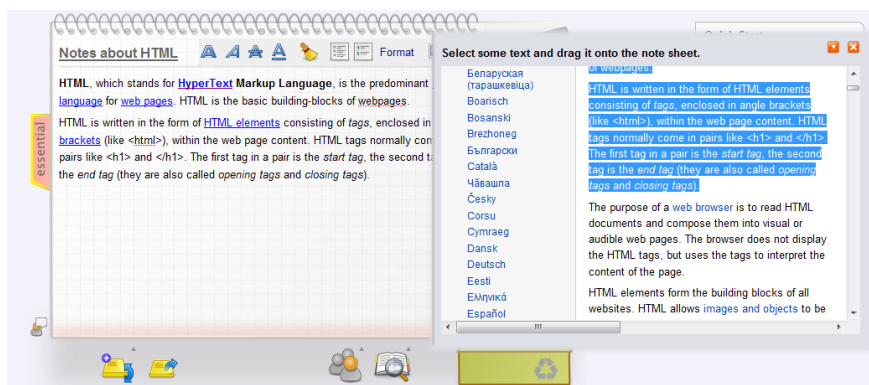 Notes about HTML
Format
HTML, which stands for HyperText Markup Language, is the predominant
language for web pages. HTML is the basic building-blocks of webpages.
HTML is written in the form of HTML elements consisting of tags, enclosed in
brackets (like <html>), within the web page content. HTML tags normally con
pairs like <h1> and </h1>. The first tag in a pair is the start tag, the second t
the end tag (they are also called opening tags and closing tags).
essential
Select some text and drag it onto the note sheet.
Беларуская
(тарашкевіца)
Boarisch
Bosanski
Brezhoneg
Български
Català
Чӑвашла
Česky
Corsu
Cymraeg
Dansk
Deutsch
Eesti
Ελληνικά
Español
of webpages.
HTML is written in the form of HTML elements
consisting of tags, enclosed in angle brackets
(like <html>), within the web page content. HTML
tags normally come in pairs like <h1> and </h1>.
The first tag in a pair is the start tag, the second
tag is the end tag (they are also called opening
tags and closing tags).
The purpose of a web browser is to read HTML
documents and compose them into visual or
audible web pages. The browser does not display
the HTML tags, but uses the tags to interpret the
content of the page.
HTML elements form the building blocks of all
websites. HTML allows images and objects to be